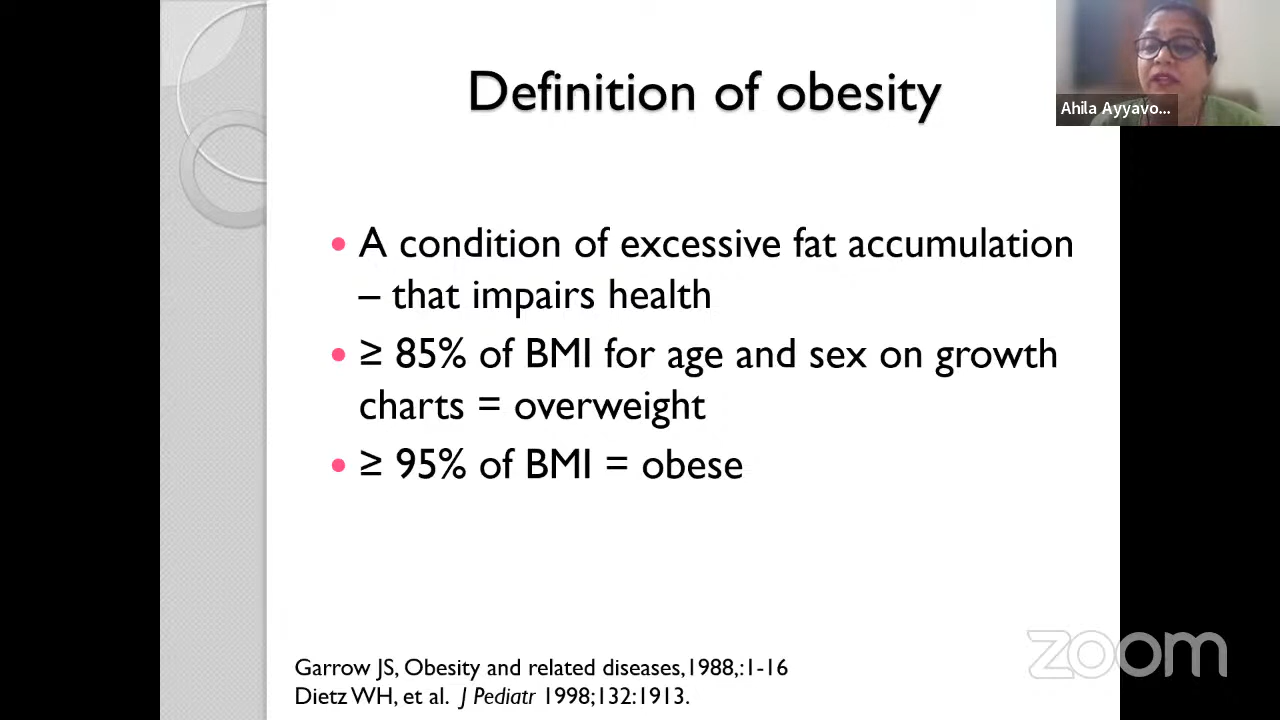 Definition of obesity
Ahila Ayyavo...
• A condition of excessive fat accumulation
– that impairs health
• ≥ 85% of BMI for age and sex on growth
charts = overweight
• ≥ 95% of BMI = obese
Garrow JS, Obesity and related diseases,1988,:1-16
Dietz WH, et al. J Pediatr 1998;132:1913.
zoom